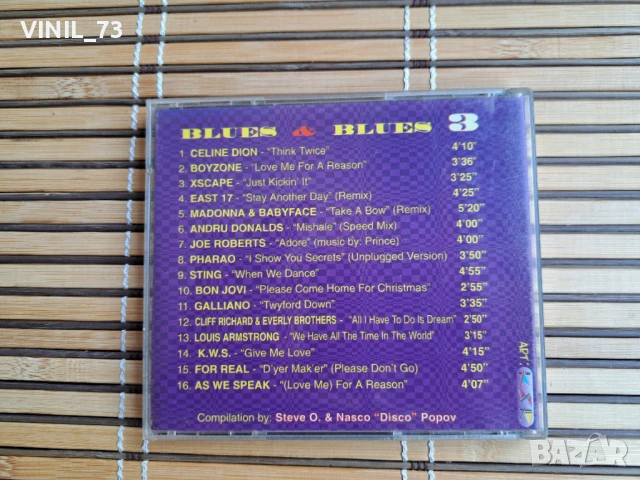 VINIL_73
BLUES & BLUES 3
1. CELINE DION - "Think Twice" 4'10"
2. BOYZONE - "Love Me For A Reason" 3'36"
3. XSCAPE - "Just Kickin' It" 3'25"
4. EAST 17 - "Stay Another Day" (Remix) 4'25"
5. MADONNA & BABYFACE - "Take A Bow" (Remix) 5'20"
6. ANDRU DONALDS - "Mishale" (Speed Mix) 4'00"
7. JOE ROBERTS - "Adore" (music by: Prince) 4'00"
8. PHARAO - "I Show You Secrets" (Unplugged Version) 3'50"
9. STING - "When We Dance" 4'55"
10. BON JOVI - "Please Come Home For Christmas" 2'55"
11. GALLIANO - "Twyford Down" 3'35"
12. CLIFF RICHARD & EVERLY BROTHERS - "All I Have To Do Is Dream" 2'50"
13. LOUIS ARMSTRONG - "We Have All The Time In The World" 3'15"
14. K.W.S. - "Give Me Love" 4'15"
15. FOR REAL - "D'yer Mak'er" (Please Don't Go) 4'50"
16. AS WE SPEAK - "(Love Me) For A Reason" 4'07"
Compilation by: Steve O. & Nasco "Disco" Popov
BAZAR